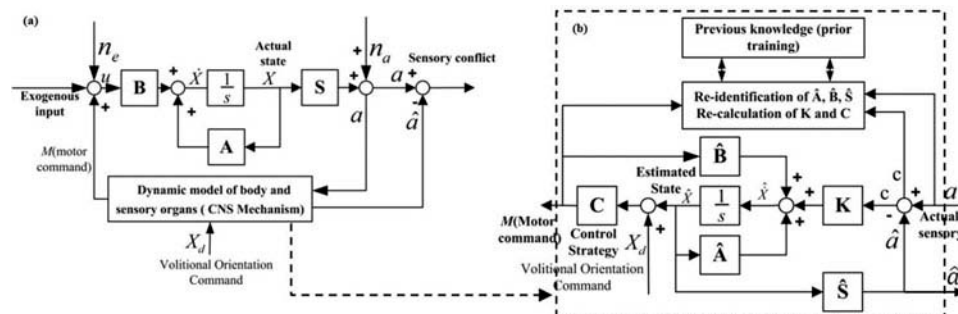 (a)
n_e
u
Exogenous
input
B
Ẋ
1/s
Actual
state
X
S
n_a
a
Sensory conflict
â
a
A
M(motor
command)
Dynamic model of body and
sensory organs ( CNS Mechanism)
X_d
Volitional Orientation
Command
(b)
Previous knowledge (prior
training)
Re-identification of Â, B̂, Ŝ
Re-calculation of K and C
B̂
Estimated
State
X̂
1/s
X̂̇
K
c
c
a
Actual
sensory
â
C
Control
Strategy
M(Motor
command)
X_d
Volitional Orientation
Command
Â
Ŝ
â